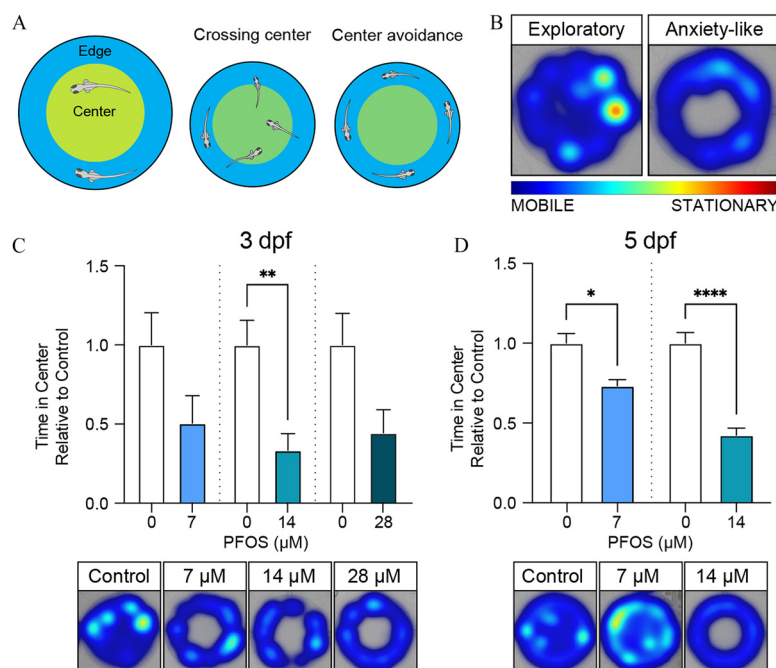 A
Edge
Center
Crossing center
Center avoidance
B
Exploratory
Anxiety-like
MOBILE
STATIONARY
C
3 dpf
Time in Center
Relative to Control
1.5
1.0
0.5
0.0
**
0
7
0
14
0
28
PFOS (µM)
Control
7 µM
14 µM
28 µM
D
5 dpf
Time in Center
Relative to Control
1.5
1.0
0.5
0.0
*
****
0
7
0
14
PFOS (µM)
Control
7 µM
14 µM